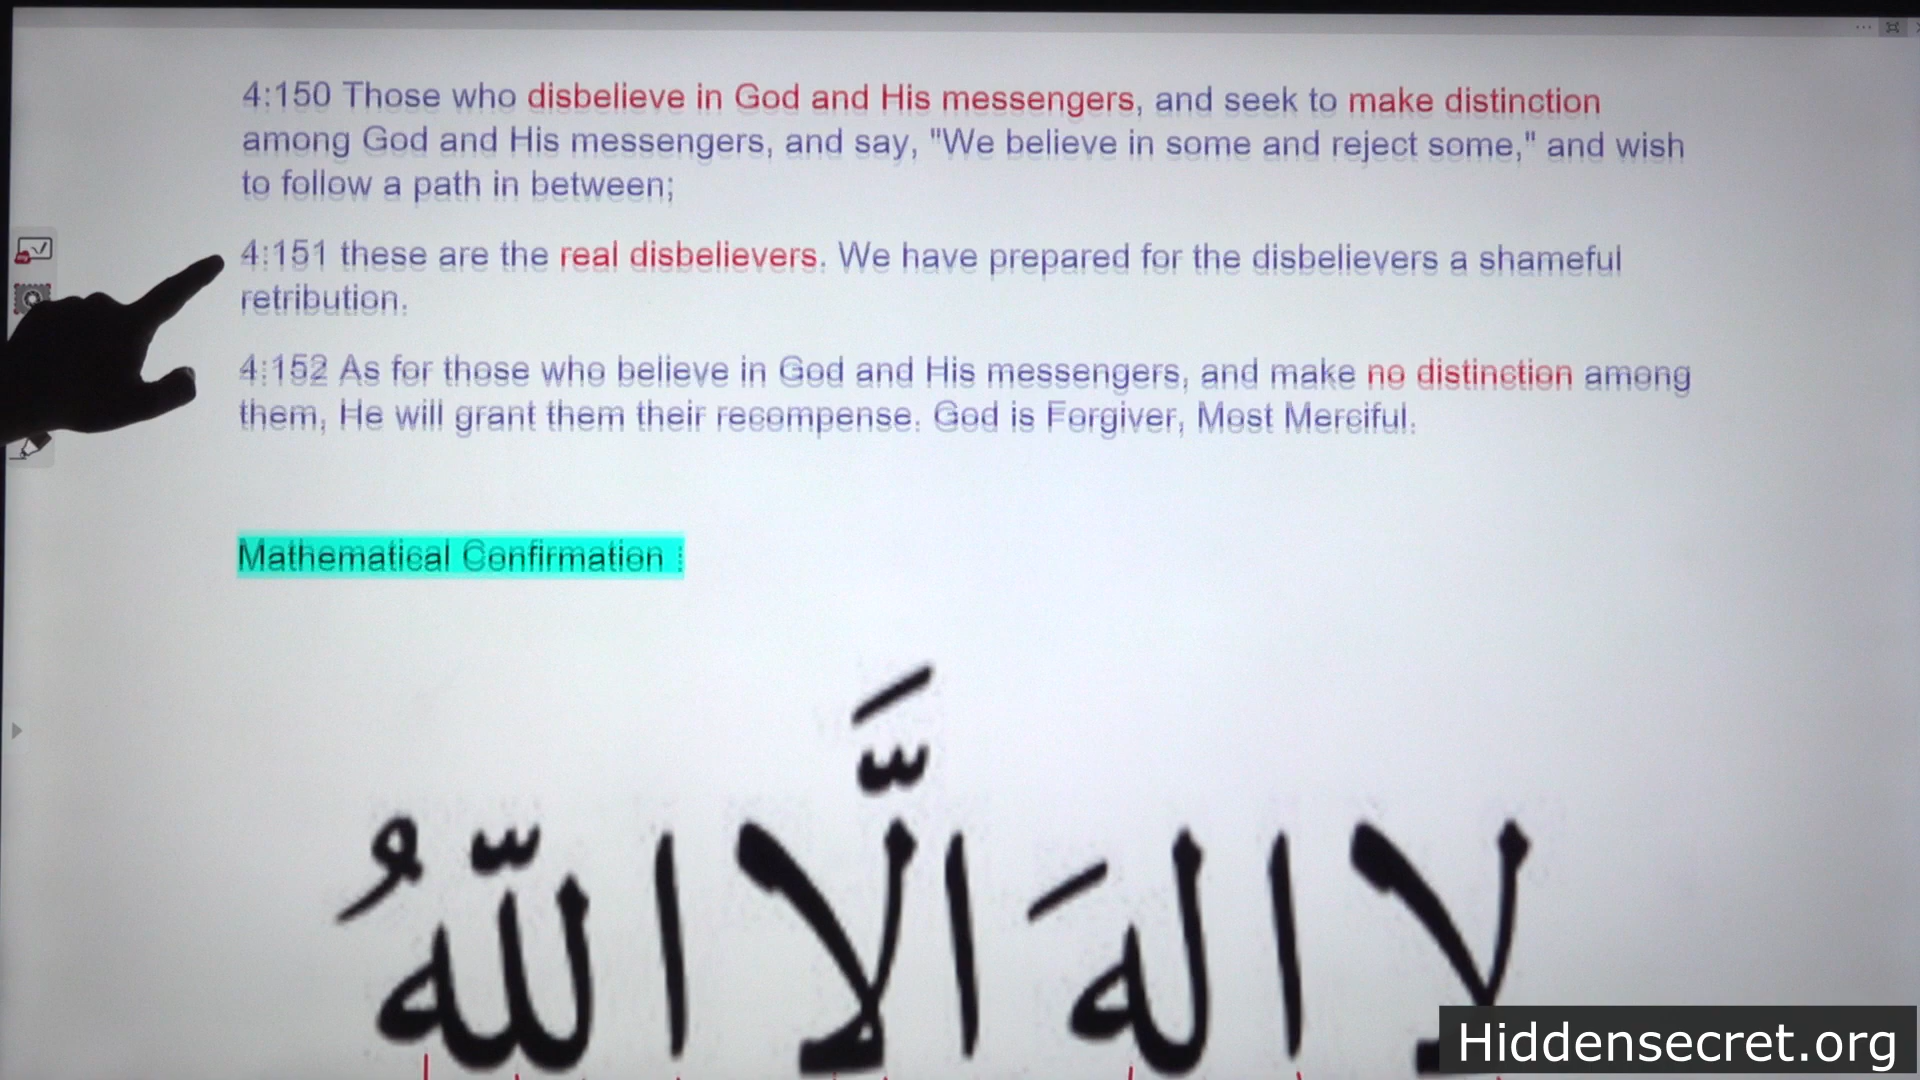 4:150 Those who disbelieve in God and His messengers, and seek to make distinction
among God and His messengers, and say, "We believe in some and reject some," and wish
to follow a path in between;
4:151 these are the real disbelievers. We have prepared for the disbelievers a shameful
retribution.
4:152 As for those who believe in God and His messengers, and make no distinction among
them, He will grant them their recompense. God is Forgiver, Most Merciful.
Mathematical Confirmation :
لا الهَ الَّا اللّهُ
Hiddensecret.org